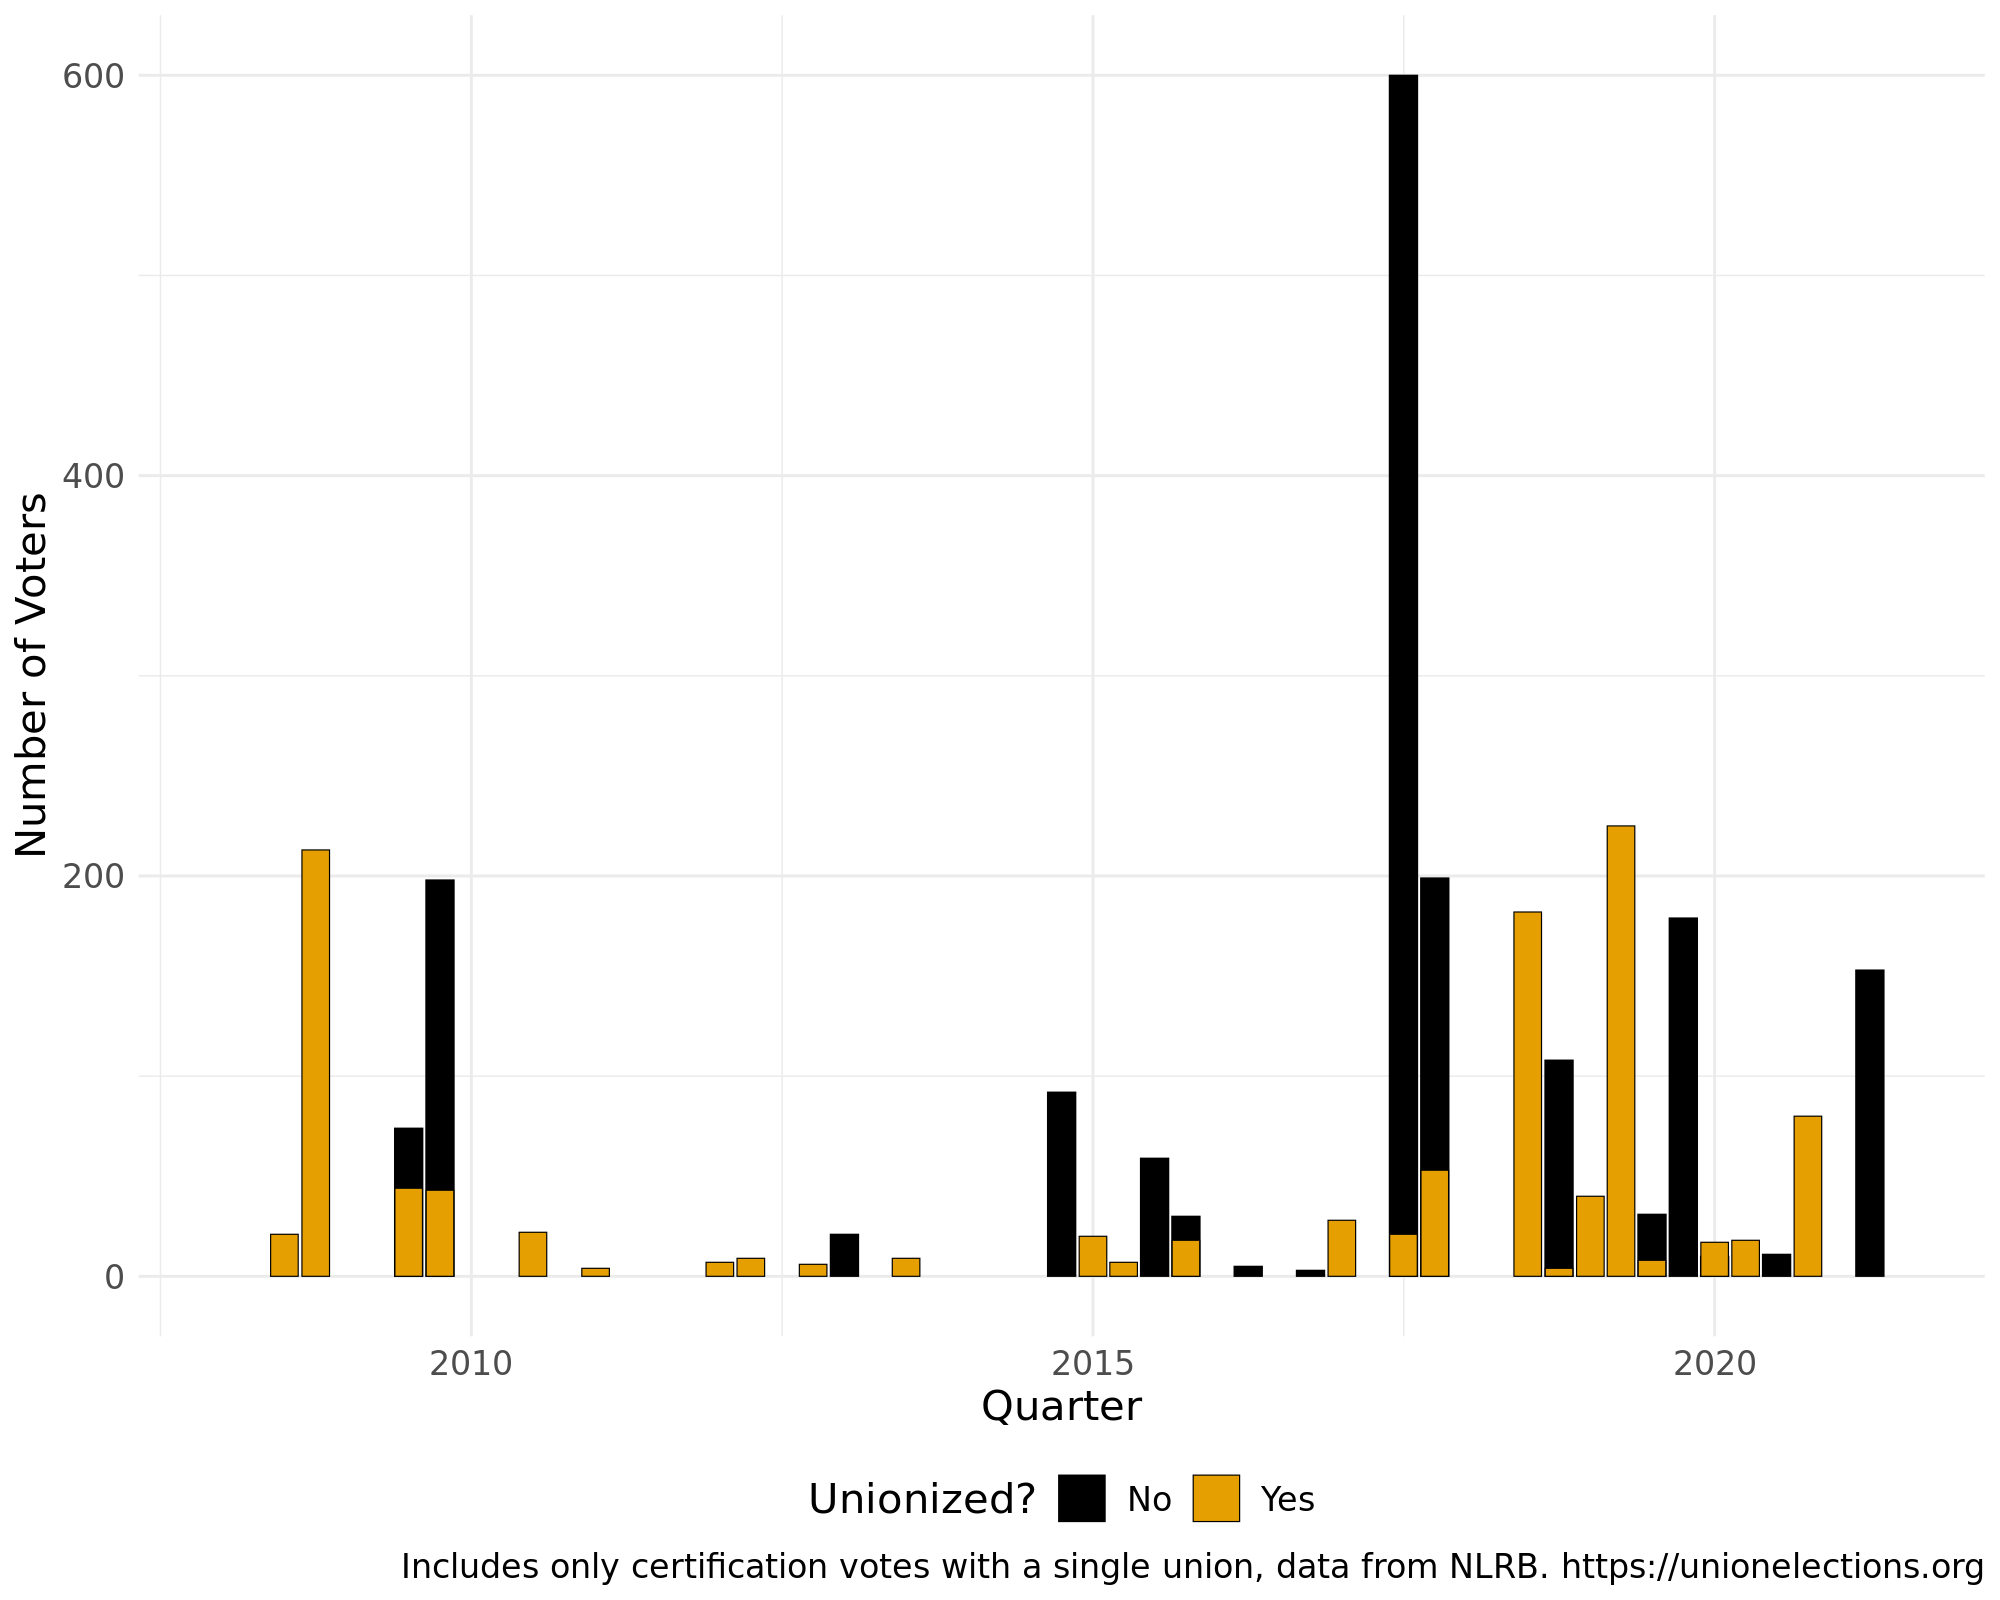 600
400
200
0
Number of Voters
2010 2015 2020
Quarter
Unionized? No Yes
Includes only certification votes with a single union, data from NLRB. https://unionelections.org